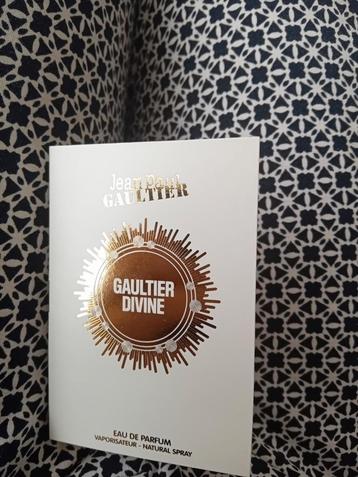 Jean Paul
GAULTIER
GAULTIER
DIVINE
EAU DE PARFUM
VAPORISATEUR - NATURAL SPRAY